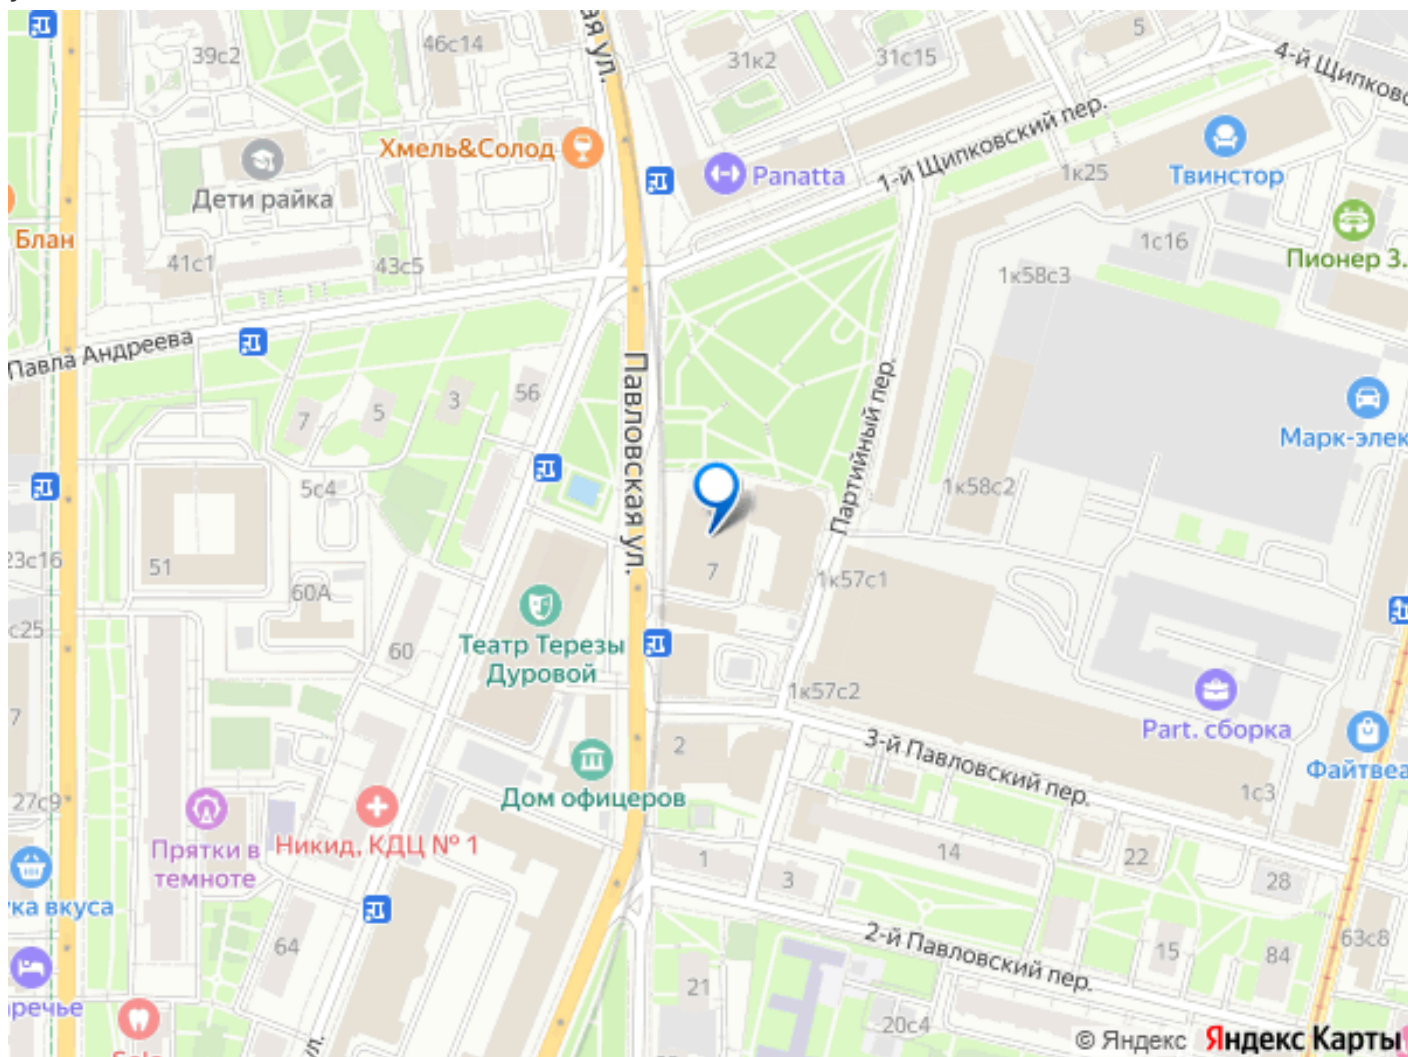 39с2
46с14
ая ул.
31к2
31с15
5
4-й Щипковс
Хмель&Солод
Дети райка
Panatta
1-й Щипковский пер.
1к25
Твинстор
Блан
41с1
43с5
1с16
1к58с3
Пионер 3.
Павла Андреева
Павловская ул.
Партийный пер.
7
5
3
56
Марк-элек
5с4
1к58с2
23с16
51
60А
7
1к57с1
с25
60
Театр Терезы
Дуровой
1к57с2
Part. сборка
7
2
3-й Павловский пер.
Файтвеа
27с9
Дом офицеров
1с3
Прятки в
темноте
Никид, КДЦ № 1
1
3
14
22
28
ука вкуса
64
2-й Павловский пер.
15
84
63с8
21
речье
20с4
ул.
© Яндекс Яндекс Карты